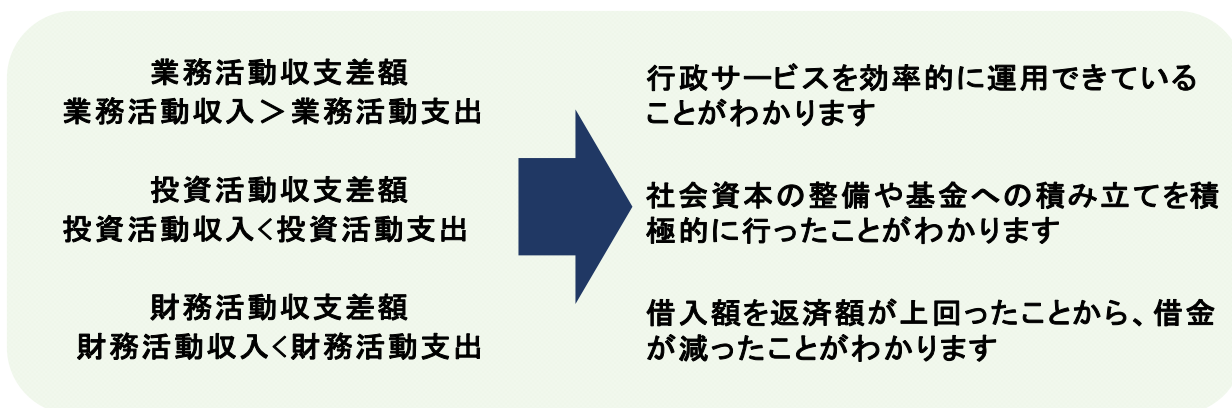 業務活動収支差額
業務活動収入＞業務活動支出
行政サービスを効率的に運用できている
ことがわかります
投資活動収支差額
投資活動収入<投資活動支出
社会資本の整備や基金への積み立てを積
極的に行ったことがわかります
財務活動収支差額
財務活動収入<財務活動支出
借入額を返済額が上回ったことから、借金
が減ったことがわかります